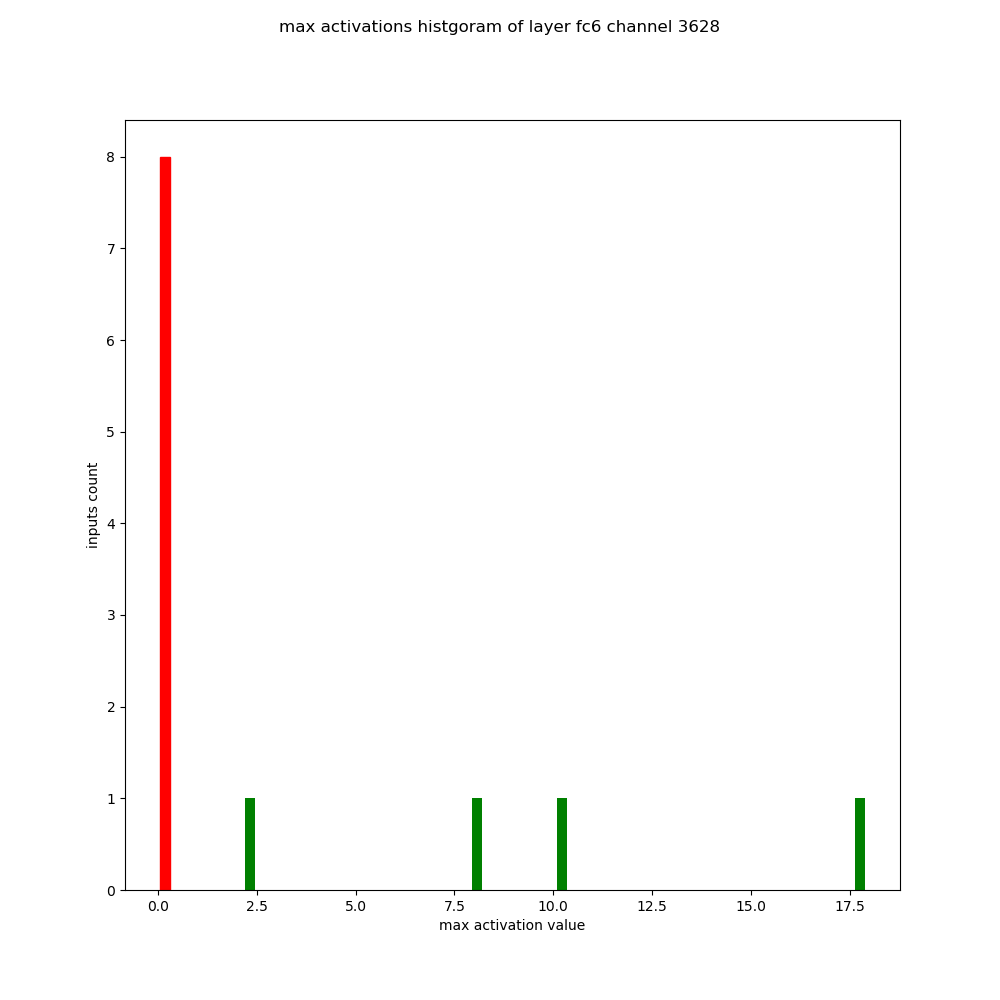 max activations histgoram of layer fc6 channel 3628
8
7
6
5
4
3
2
1
0
inputs count
0.0 2.5 5.0 7.5 10.0 12.5 15.0 17.5
max activation value